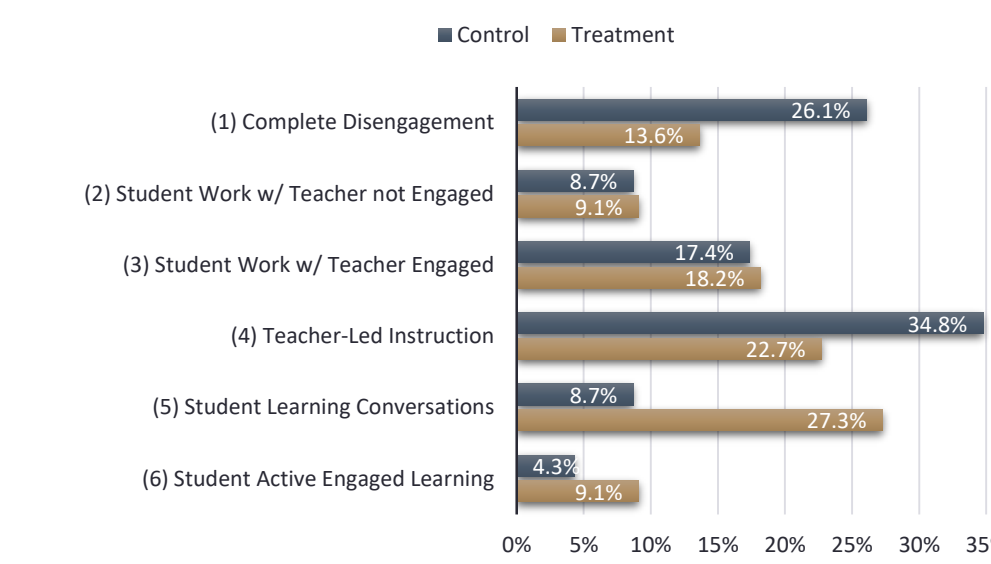 Control Treatment
(1) Complete Disengagement
26.1%
13.6%
(2) Student Work w/ Teacher not Engaged
8.7%
9.1%
(3) Student Work w/ Teacher Engaged
17.4%
18.2%
(4) Teacher-Led Instruction
34.8%
22.7%
(5) Student Learning Conversations
8.7%
27.3%
(6) Student Active Engaged Learning
4.3%
9.1%
0% 5% 10% 15% 20% 25% 30% 35